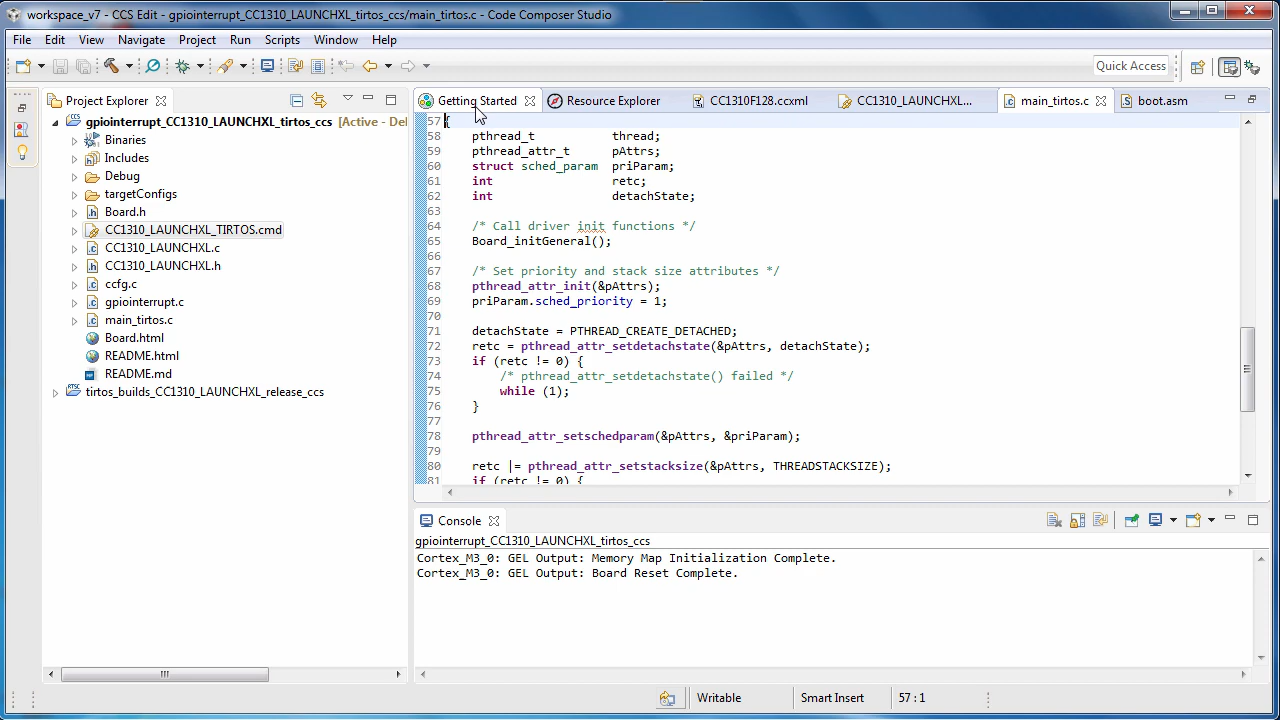 workspace_v7 - CCS Edit - gpiointerrupt_CC1310_LAUNCHXL_tirtos_ccs/main_tirtos.c - Code Composer Studio
File Edit View Navigate Project Run Scripts Window Help
Quick Access
Project Explorer
gpiointerrupt_CC1310_LAUNCHXL_tirtos_ccs [Active - Del
Binaries
Includes
Debug
targetConfigs
Board.h
CC1310_LAUNCHXL_TIRTOS.cmd
CC1310_LAUNCHXL.c
CC1310_LAUNCHXL.h
ccfg.c
gpiointerrupt.c
main_tirtos.c
Board.html
README.html
README.md
tirtos_builds_CC1310_LAUNCHXL_release_ccs
Getting Started Resource Explorer CC1310F128.ccxml CC1310_LAUNCHXL... main_tirtos.c boot.asm
57 {
58 pthread_t thread;
59 pthread_attr_t pAttrs;
60 struct sched_param priParam;
61 int retc;
62 int detachState;
63
64 /* Call driver init functions */
65 Board_initGeneral();
66
67 /* Set priority and stack size attributes */
68 pthread_attr_init(&pAttrs);
69 priParam.sched_priority = 1;
70
71 detachState = PTHREAD_CREATE_DETACHED;
72 retc = pthread_attr_setdetachstate(&pAttrs, detachState);
73 if (retc != 0) {
74 /* pthread_attr_setdetachstate() failed */
75 while (1);
76 }
77
78 pthread_attr_setschedparam(&pAttrs, &priParam);
79
80 retc |= pthread_attr_setstacksize(&pAttrs, THREADSTACKSIZE);
81 if (retc != 0) {
Console
gpiointerrupt_CC1310_LAUNCHXL_tirtos_ccs
Cortex_M3_0: GEL Output: Memory Map Initialization Complete.
Cortex_M3_0: GEL Output: Board Reset Complete.
Writable Smart Insert 57 : 1